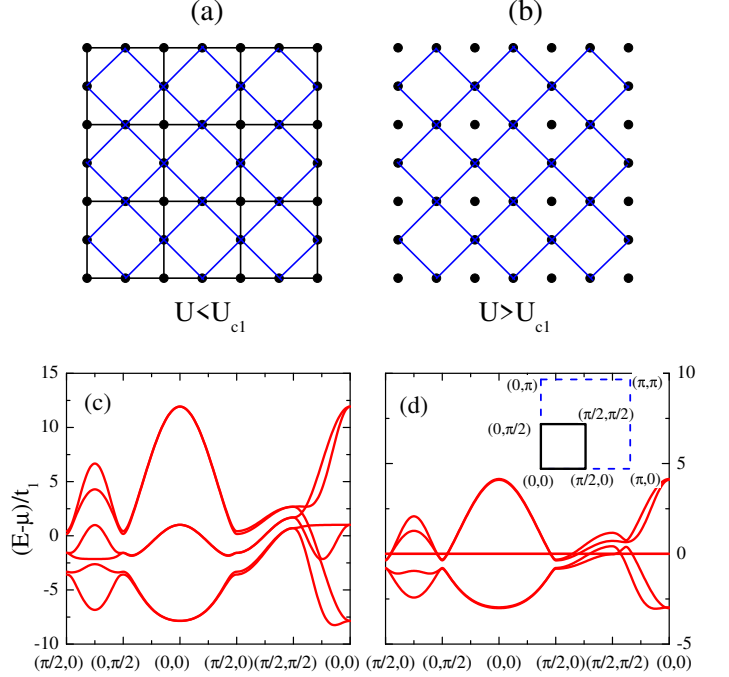 (a) (b)
U<U_c1 U>U_c1
15 10
(c) (d)
(0,π) (π,π)
10
(0,π/2) (π/2,π/2)
5 5
(0,0) (π/2,0) (π,0)
(E-μ)/t_1
0 0
-5
-10 -5
(π/2,0) (0,π/2) (0,0) (π/2,0) (π/2,π/2) (0,0) (π/2,0) (0,π/2) (0,0) (π/2,0) (π/2,π/2) (0,0)